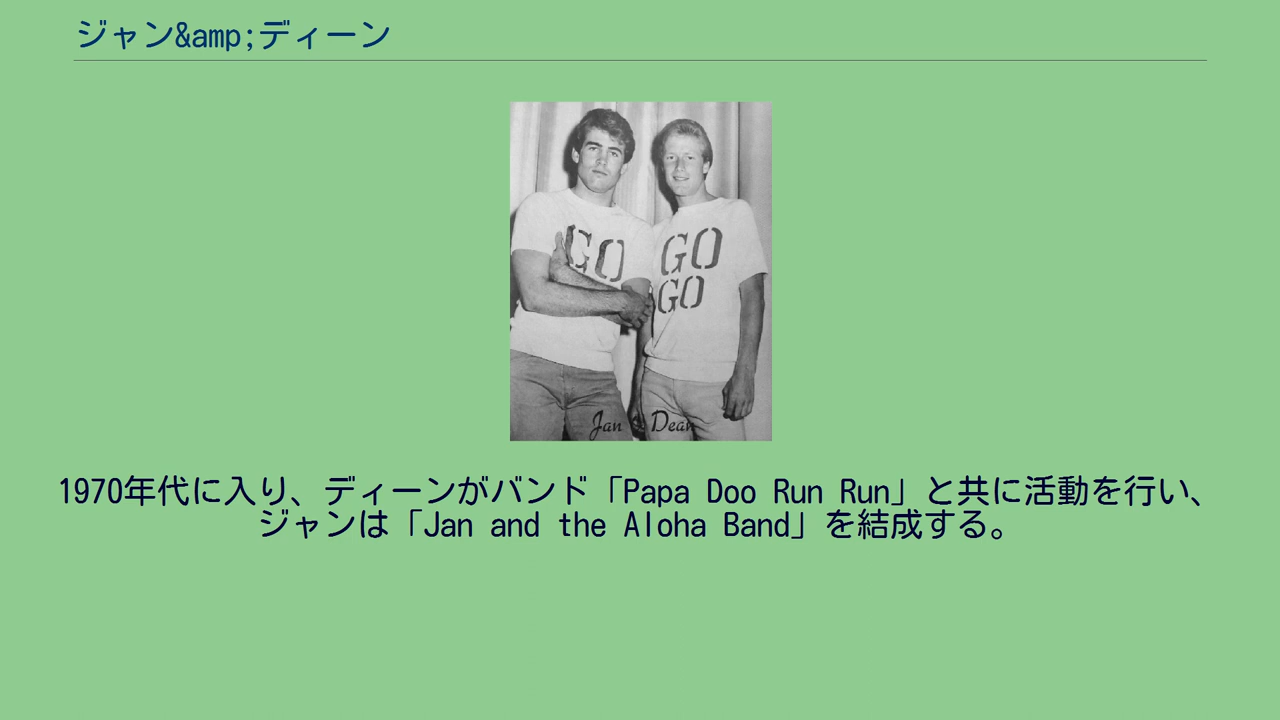 ジャン&amp;ディーン
GO
GO
GO
Jan & Dean
1970年代に入り、ディーンがバンド「Papa Doo Run Run」と共に活動を行い、
ジャンは「Jan and the Aloha Band」を結成する。